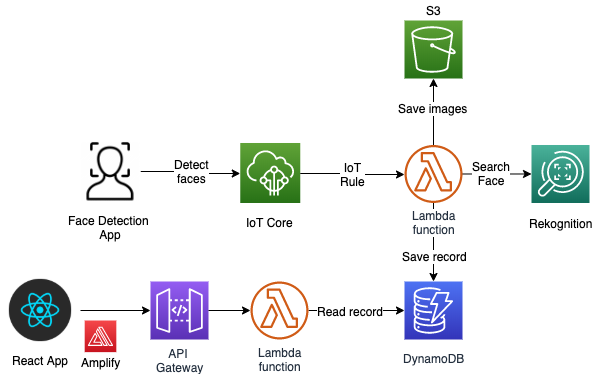 S3
Save images
Detect
faces
IoT
Rule
Search
Face
Face Detection
App
IoT Core
Lambda
function
Rekognition
Save record
Read record
React App
Amplify
API
Gateway
Lambda
function
DynamoDB